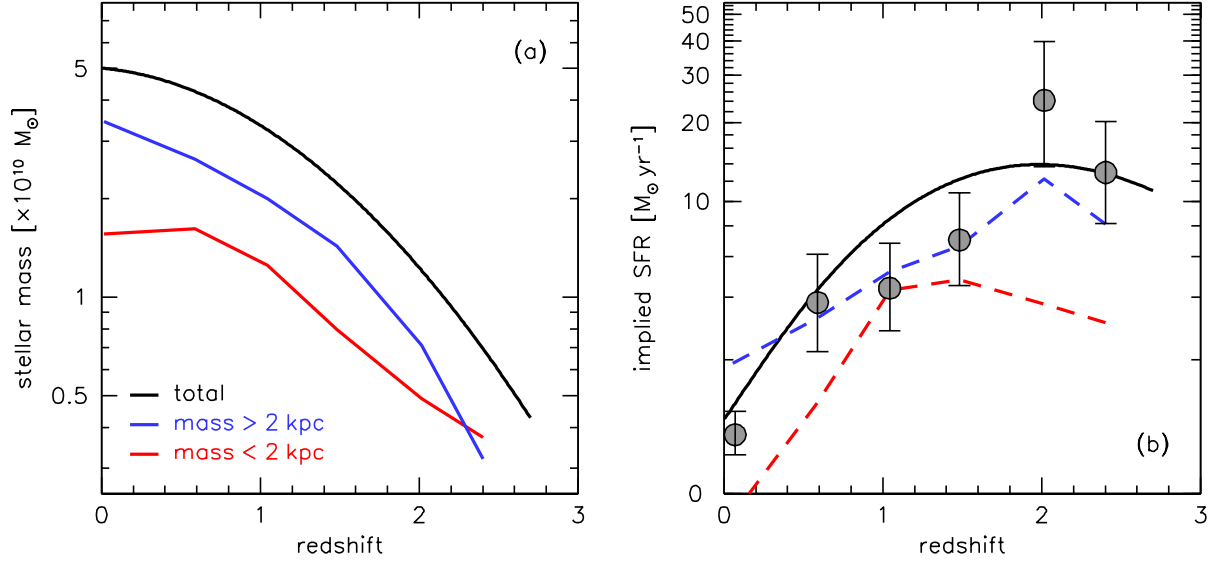 (a)
stellar mass [×10¹⁰ M⊙]
5
1
0.5
total
mass > 2 kpc
mass < 2 kpc
0 1 2 3
redshift
implied SFR [M⊙ yr⁻¹]
50
40
30
20
10
0
(b)
0 1 2 3
redshift